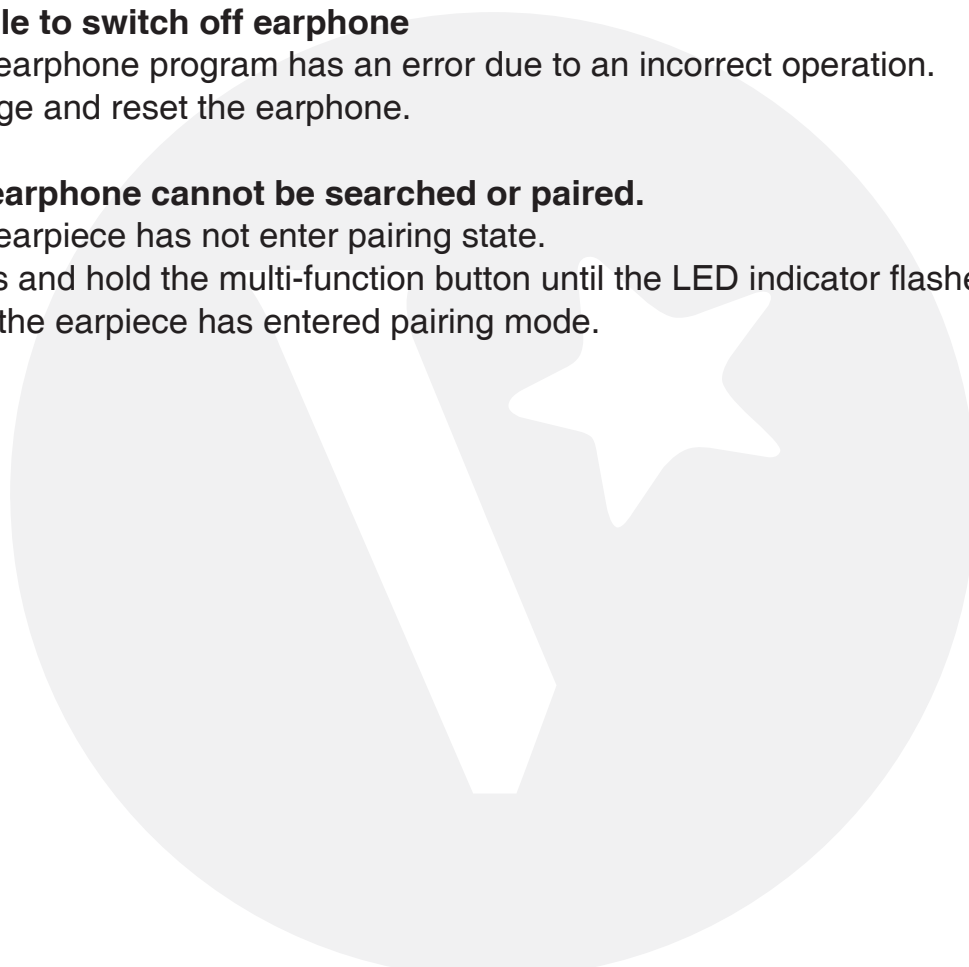 le to switch off earphone
earphone program has an error due to an incorrect operation.
ge and reset the earphone.
earphone cannot be searched or paired.
earpiece has not enter pairing state.
s and hold the multi-function button until the LED indicator flashe
the earpiece has entered pairing mode.